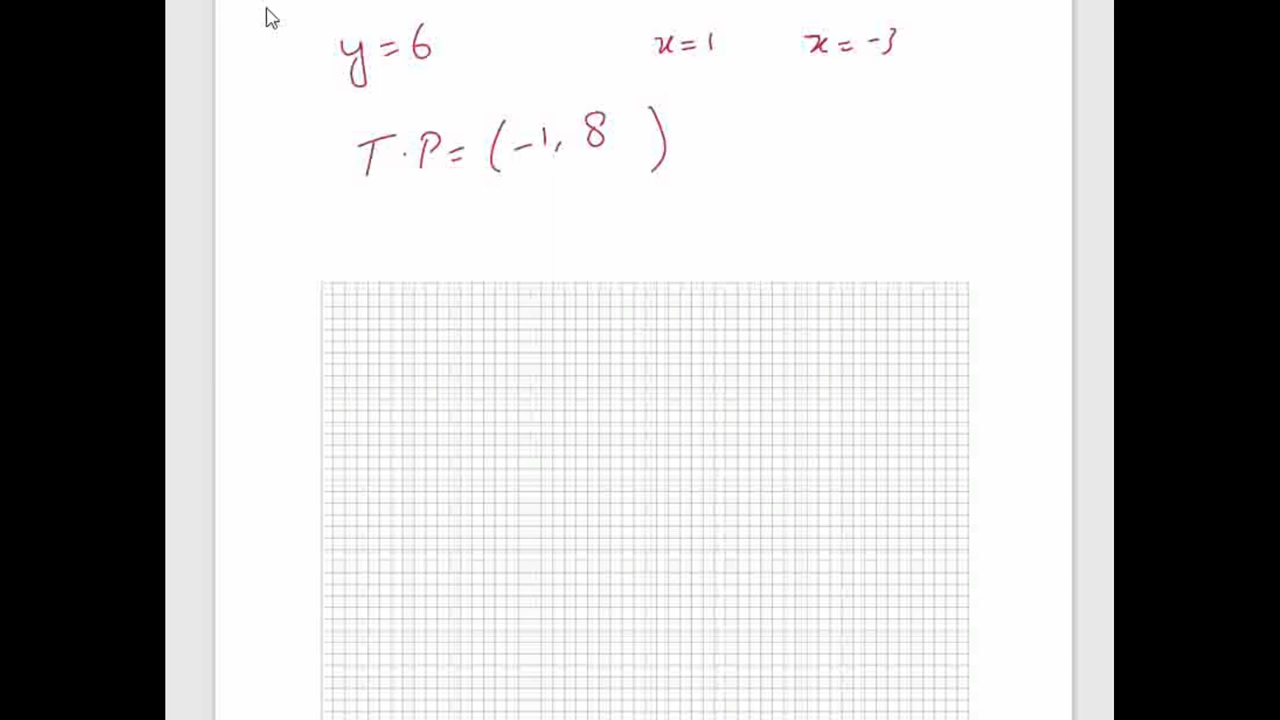 y = 6 x = 1 x = -3
T.P = (-1, 8 )